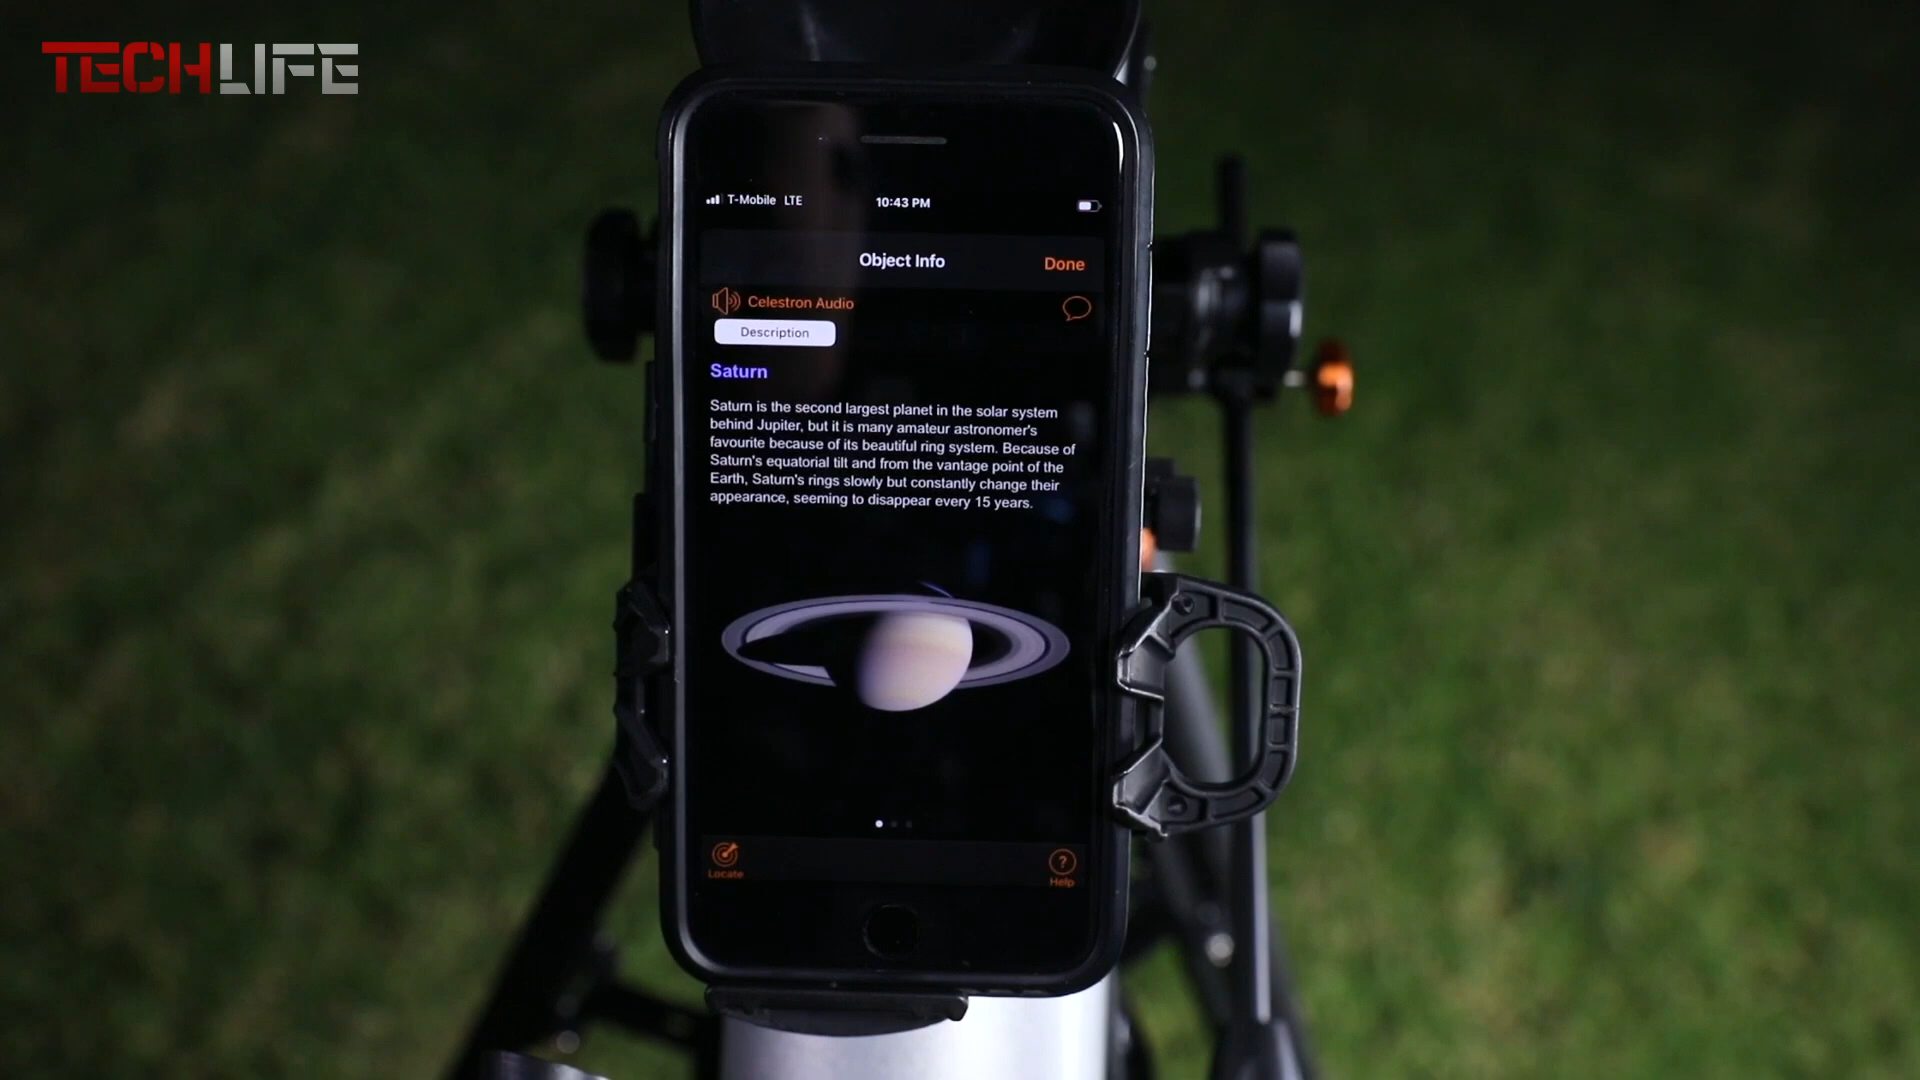 TECHLIFE
T-Mobile LTE
10:43 PM
Object Info
Done
Celestron Audio
Description
Saturn
Saturn is the second largest planet in the solar system
behind Jupiter, but it is many amateur astronomer's
favourite because of its beautiful ring system. Because of
Saturn's equatorial tilt and from the vantage point of the
Earth, Saturn's rings slowly but constantly change their
appearance, seeming to disappear every 15 years.
Locate
?
Help